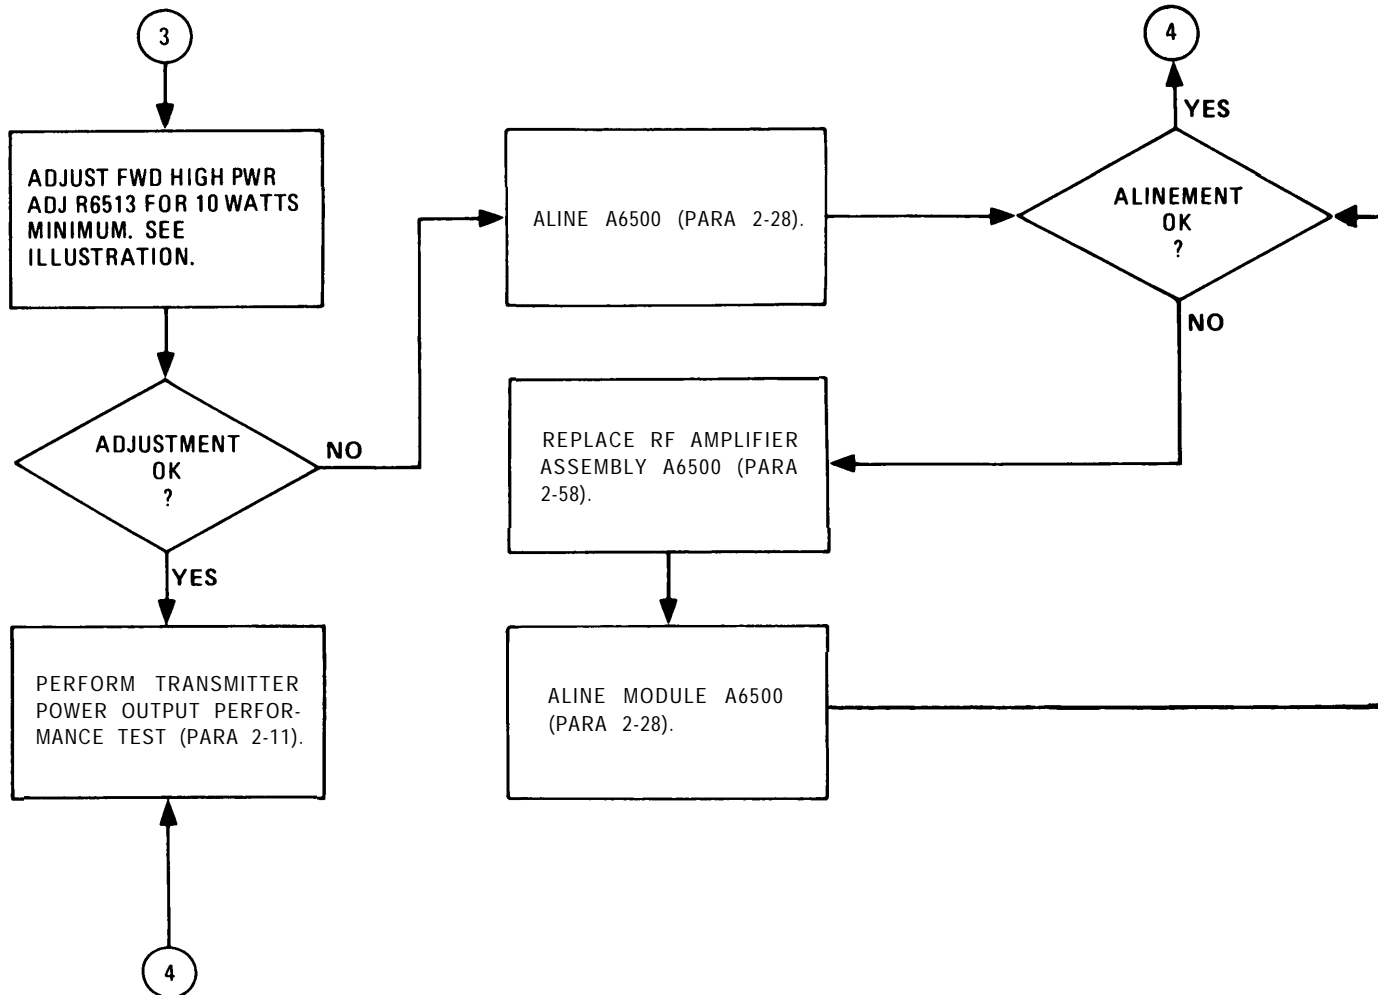 3
ADJUST FWD HIGH PWR
ADJ R6513 FOR 10 WATTS
MINIMUM. SEE
ILLUSTRATION.
ADJUSTMENT
OK
?
NO
YES
PERFORM TRANSMITTER
POWER OUTPUT PERFOR-
MANCE TEST (PARA 2-11).
4
ALINE A6500 (PARA 2-28).
4
YES
ALINEMENT
OK
?
NO
REPLACE RF AMPLIFIER
ASSEMBLY A6500 (PARA
2-58).
ALINE MODULE A6500
(PARA 2-28).